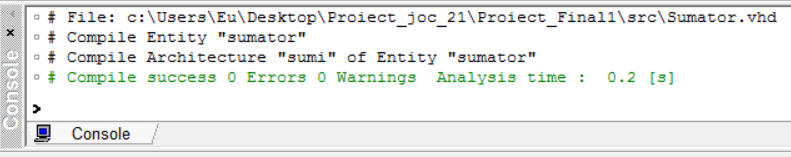 # File: c:\Users\Eu\Desktop\Proiect_joc_21\Proiect_Final1\src\Sumator.vhd
# Compile Entity "sumator"
# Compile Architecture "sumi" of Entity "sumator"
# Compile success 0 Errors 0 Warnings  Analysis time :  0.2 [s]
>
Console
Console